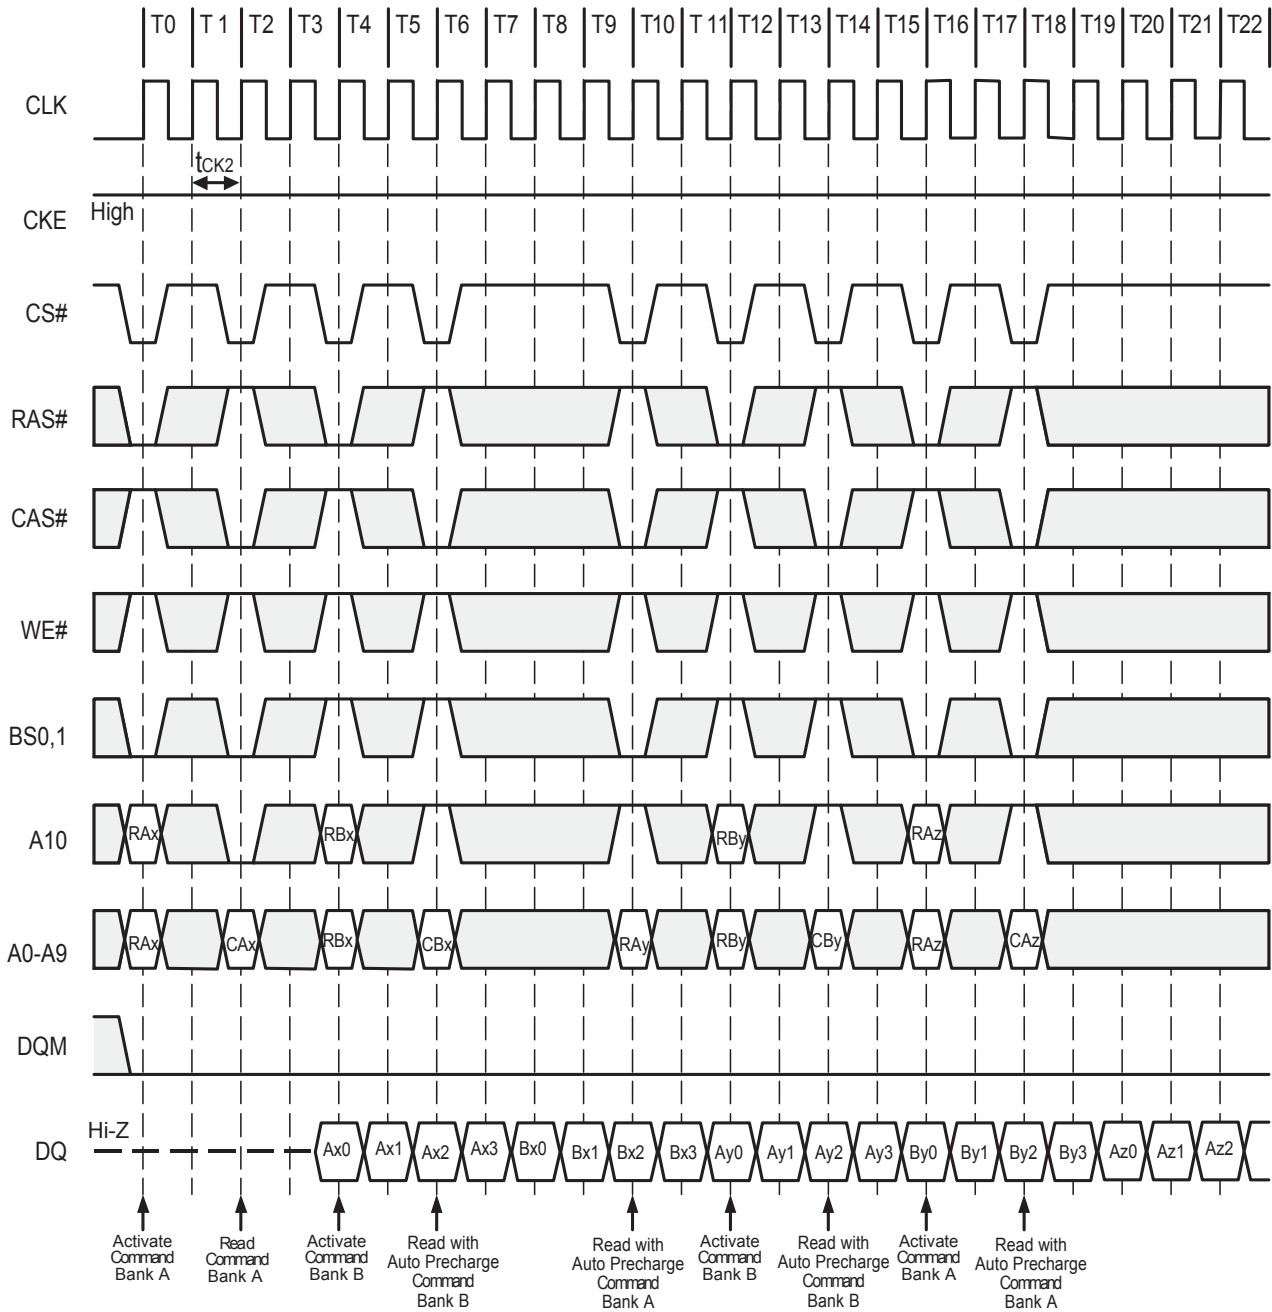 T0 T 1 T2 T3 T4 T5 T6 T7 T8 T9 T10 T 11 T12 T13 T14 T15 T16 T17 T18 T19 T20 T21 T22
CLK
tCK2
CKE High
CS#
RAS#
CAS#
WE#
BS0,1
A10 RAx RBx RBy RAz
A0-A9 RAx CAx RBx CBx RAy RBy CBy RAz CAz
DQM
DQ Hi-Z Ax0 Ax1 Ax2 Ax3 Bx0 Bx1 Bx2 Bx3 Ay0 Ay1 Ay2 Ay3 By0 By1 By2 By3 Az0 Az1 Az2
Activate
Command
Bank A
Read
Command
Bank A
Activate
Command
Bank B
Read with
Auto Precharge
Command
Bank B
Read with
Auto Precharge
Command
Bank A
Activate
Command
Bank B
Read with
Auto Precharge
Command
Bank B
Activate
Command
Bank A
Read with
Auto Precharge
Command
Bank A